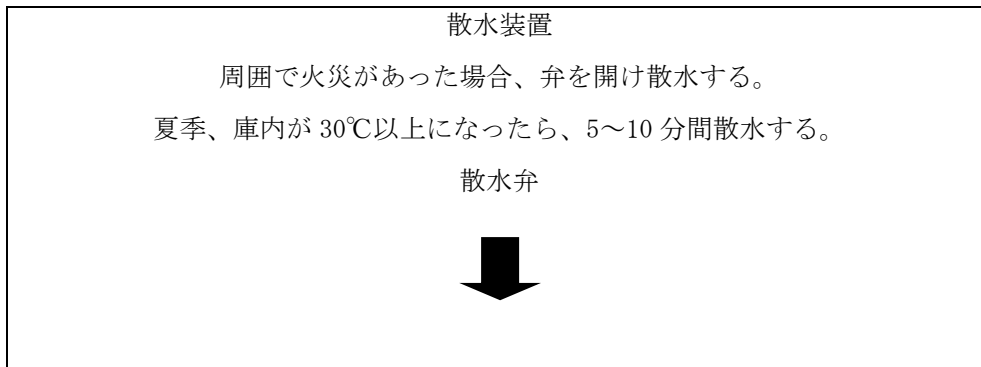 散水装置
周囲で火災があった場合、弁を開け散水する。
夏季、庫内が 30℃以上になったら、5～10 分間散水する。
散水弁